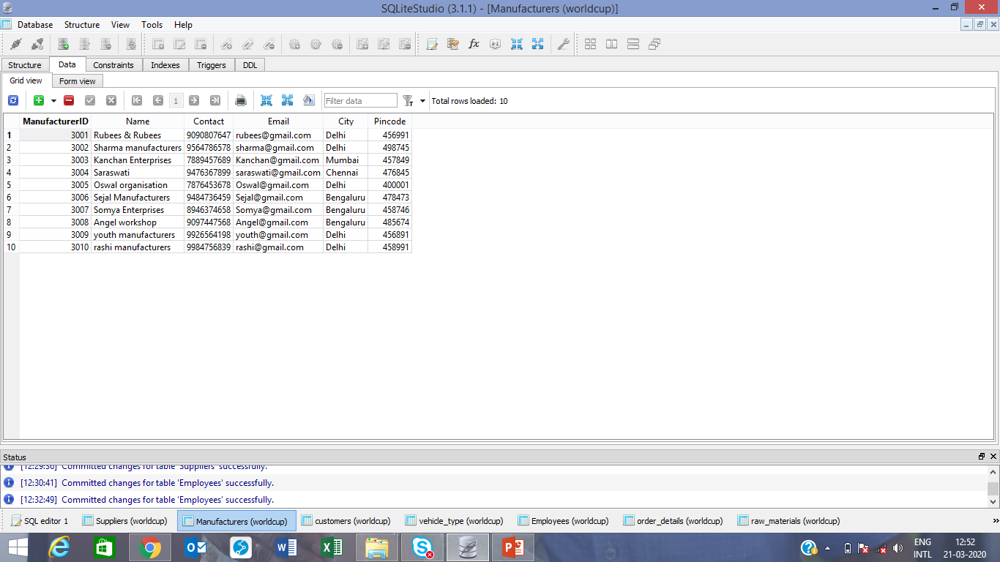 SQLiteStudio (3.1.1) - [Manufacturers (worldcup)]
Database Structure View Tools Help
Structure Data Constraints Indexes Triggers DDL
Grid view Form view
1 Filter data Total rows loaded: 10
ManufacturerID Name Contact Email City Pincode
1 3001 Rubees & Rubees 9090807647 rubees@gmail.com Delhi 456991
2 3002 Sharma manufacturers 9564786578 sharma@gmail.com Delhi 498745
3 3003 Kanchan Enterprises 7889457689 Kanchan@gmail.com Mumbai 457849
4 3004 Saraswati 9476367899 saraswati@gmail.com Chennai 476845
5 3005 Oswal organisation 7876453678 Oswal@gmail.com Delhi 400001
6 3006 Sejal Manufacturers 9484736459 Sejal@gmail.com Bengaluru 478473
7 3007 Somya Enterprises 8946374658 Somya@gmail.com Bengaluru 458746
8 3008 Angel workshop 9097447568 Angel@gmail.com Bengaluru 485674
9 3009 youth manufacturers 9926564198 youth@gmail.com Delhi 456891
10 3010 rashi manufacturers 9984756839 rashi@gmail.com Delhi 458991
Status
[12:29:36] Committed changes for table 'Suppliers' successfully.
[12:30:41] Committed changes for table 'Employees' successfully.
[12:32:49] Committed changes for table 'Employees' successfully.
SQL editor 1 Suppliers (worldcup) Manufacturers (worldcup) customers (worldcup) vehicle_type (worldcup) Employees (worldcup) order_details (worldcup) raw_materials (worldcup)
ENG 12:52
INTL 21-03-2020